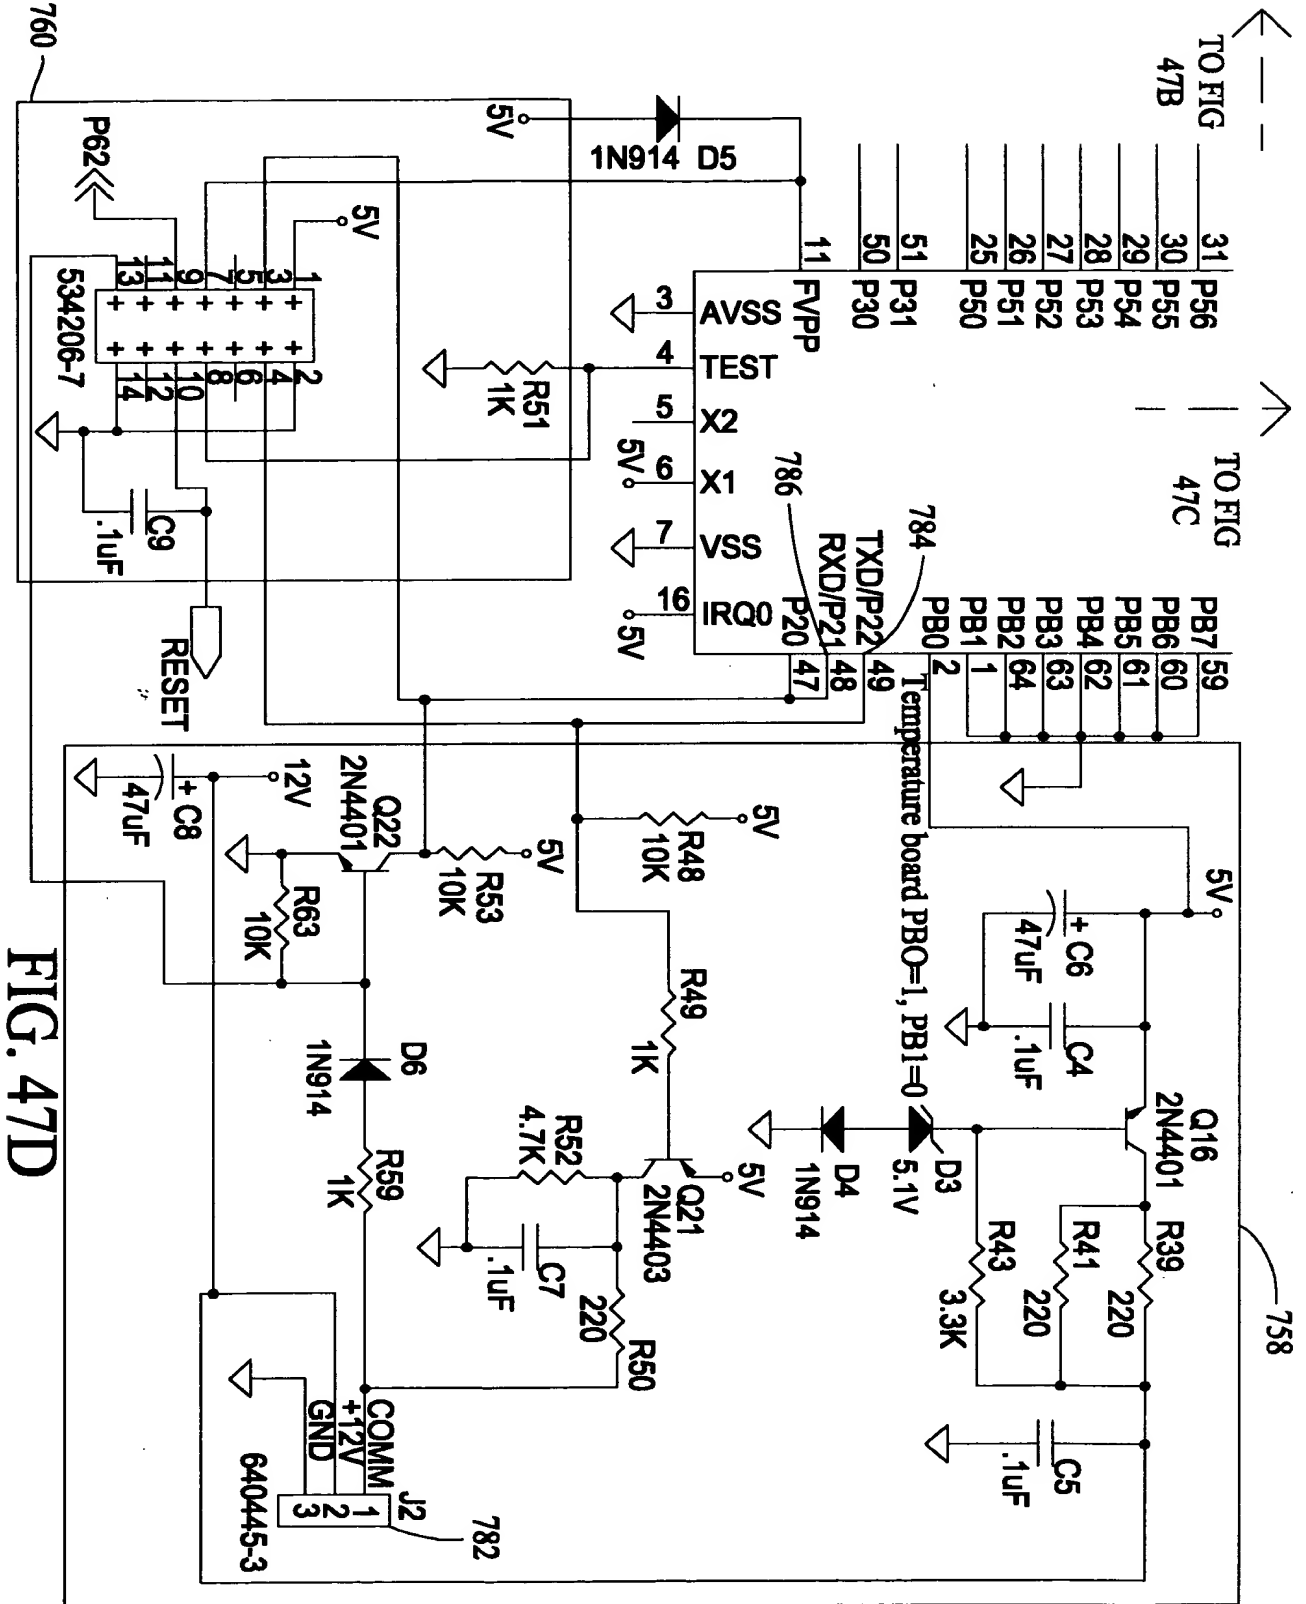 TO FIG
47B
TO FIG
47C
31
P56
30
P55
29
P54
28
P53
27
P52
26
P51
25
P50
51
P31
50
P30
11
FVPP
3
AVSS
4
TEST
5
X2
5V
6
X1
7
VSS
16
IRQ0
5V
PB7
59
PB6
60
PB5
61
PB4
62
PB3
63
PB2
64
PB1
1
PB0
2
TXD/P22
49
RXD/P21
48
P20
47
784
786
760
5V
1N914 D5
P62
5V
1
3
5
7
9
11
13
2
4
6
8
10
12
14
534206-7
R51
1K
C9
.1uF
RESET
Temperature board PBO=1, PB1=0
758
5V
+ C6
47uF
C4
.1uF
Q16
2N4401
R39
220
R41
220
R43
3.3K
C5
.1uF
D3
5.1V
D4
1N914
5V
R48
10K
R49
1K
5V
Q21
2N4403
R52
4.7K
C7
.1uF
R50
220
5V
R53
10K
Q22
2N4401
R63
10K
D6
1N914
R59
1K
12V
+ C8
47uF
COMM
+12V
GND
J2
1
2
3
640445-3
782
FIG. 47D